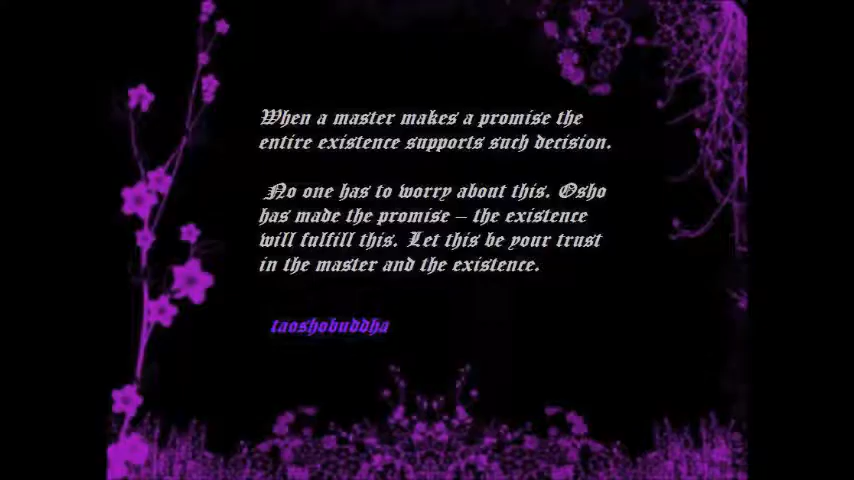 When a master makes a promise the
entire existence supports such decision.
No one has to worry about this. Osho
has made the promise – the existence
will fulfill this. Let this be your trust
in the master and the existence.
taoshobuddha